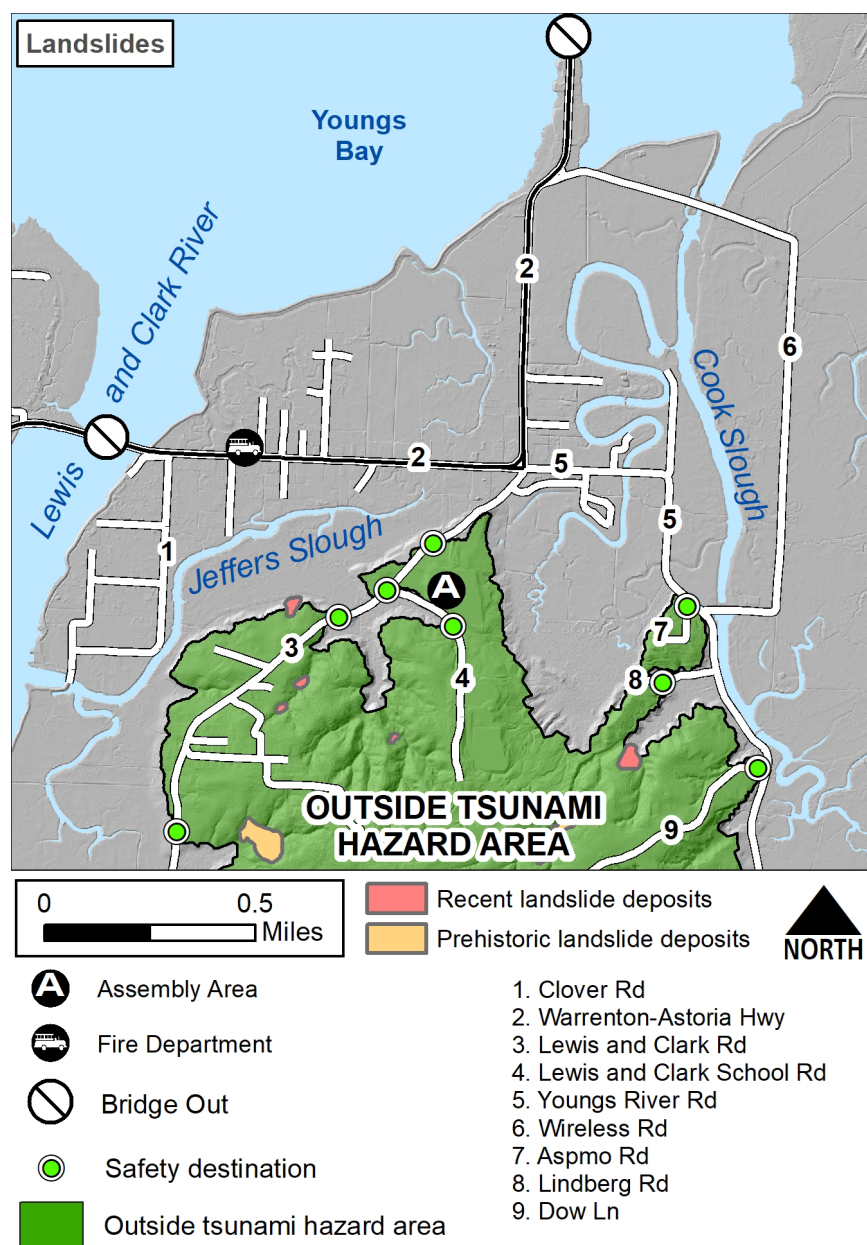 Landslides
Youngs
Bay
Lewis
and Clark River
2
Cook Slough
6
2
5
5
1
Jeffers Slough
A
3
4
7
8
9
OUTSIDE TSUNAMI
HAZARD AREA
0 0.5
Miles
Recent landslide deposits
Prehistoric landslide deposits
NORTH
A Assembly Area
Fire Department
Bridge Out
Safety destination
Outside tsunami hazard area
1. Clover Rd
2. Warrenton-Astoria Hwy
3. Lewis and Clark Rd
4. Lewis and Clark School Rd
5. Youngs River Rd
6. Wireless Rd
7. Aspmo Rd
8. Lindberg Rd
9. Dow Ln